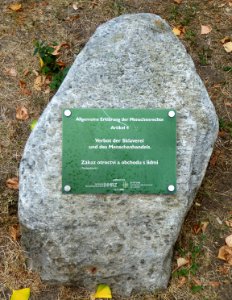 Allgemeine Erklärung der Menschenrechte
Artikel 4
Verbot der Sklaverei
und des Menschenhandels
Zákaz otroctví a obchodu s lidmi